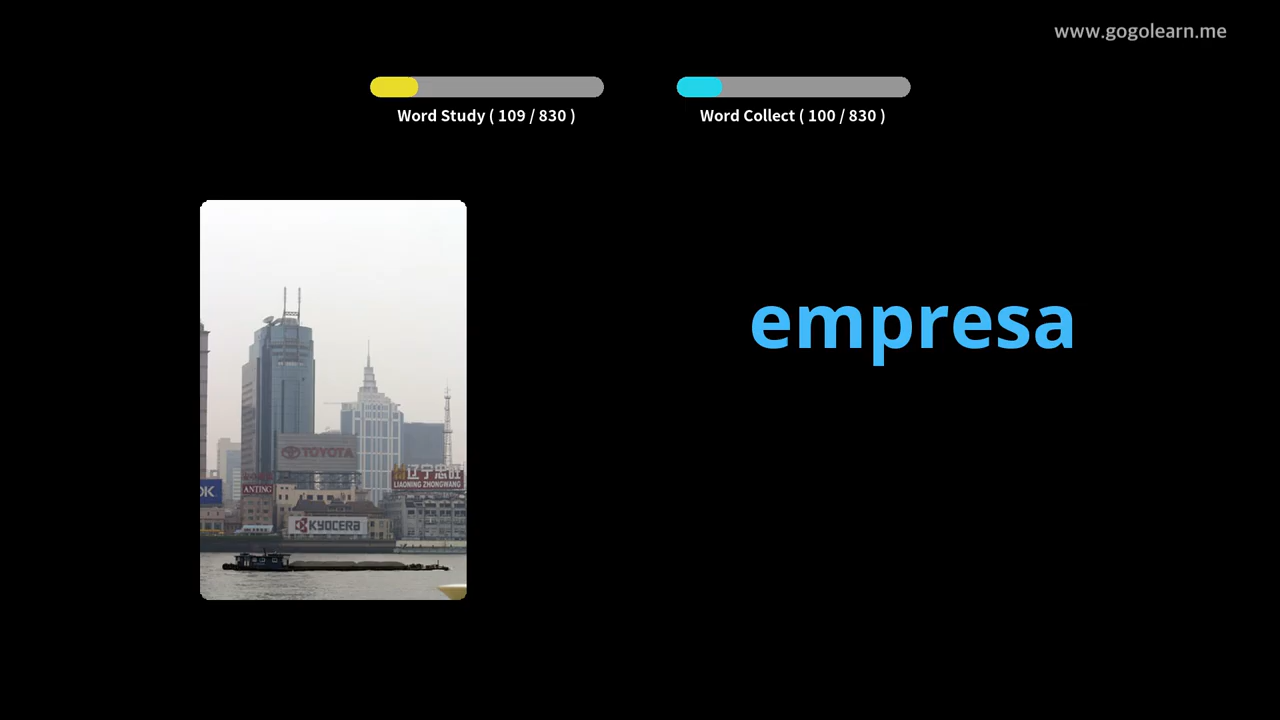 www.gogolearn.me
Word Study ( 109 / 830 )
Word Collect ( 100 / 830 )
empresa
TOYOTA
辽宁忠旺
LIAONING ZHONGWANG
OK
ANTING
KYOCERA